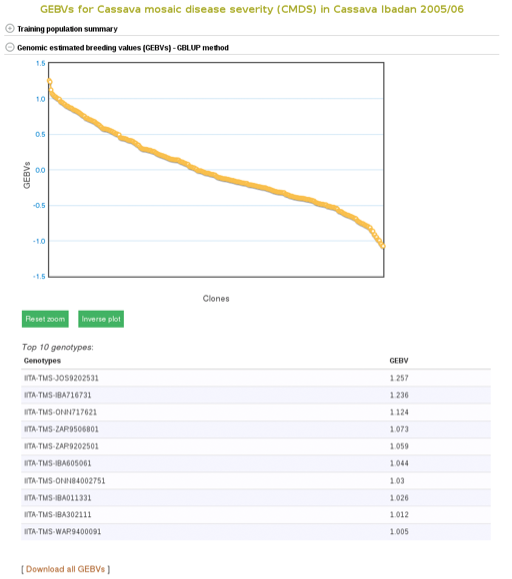 GEBVs for Cassava mosaic disease severity (CMDS) in Cassava Ibadan 2005/06
Training population summary
Genomic estimated breeding values (GEBVs) - GBLUP method
1.5
1.0
0.5
0.0
-0.5
-1.0
-1.5
GEBVs
Clones
Reset zoom Inverse plot
Top 10 genotypes:
Genotypes GEBV
IITA-TMS-JOS9202531 1.257
IITA-TMS-IBA716731 1.236
IITA-TMS-ONN717621 1.124
IITA-TMS-ZAR9506801 1.073
IITA-TMS-ZAR9202501 1.059
IITA-TMS-IBA605061 1.044
IITA-TMS-ONN84002751 1.03
IITA-TMS-IBA011331 1.026
IITA-TMS-IBA302111 1.012
IITA-TMS-WAR9400091 1.005
[ Download all GEBVs ]